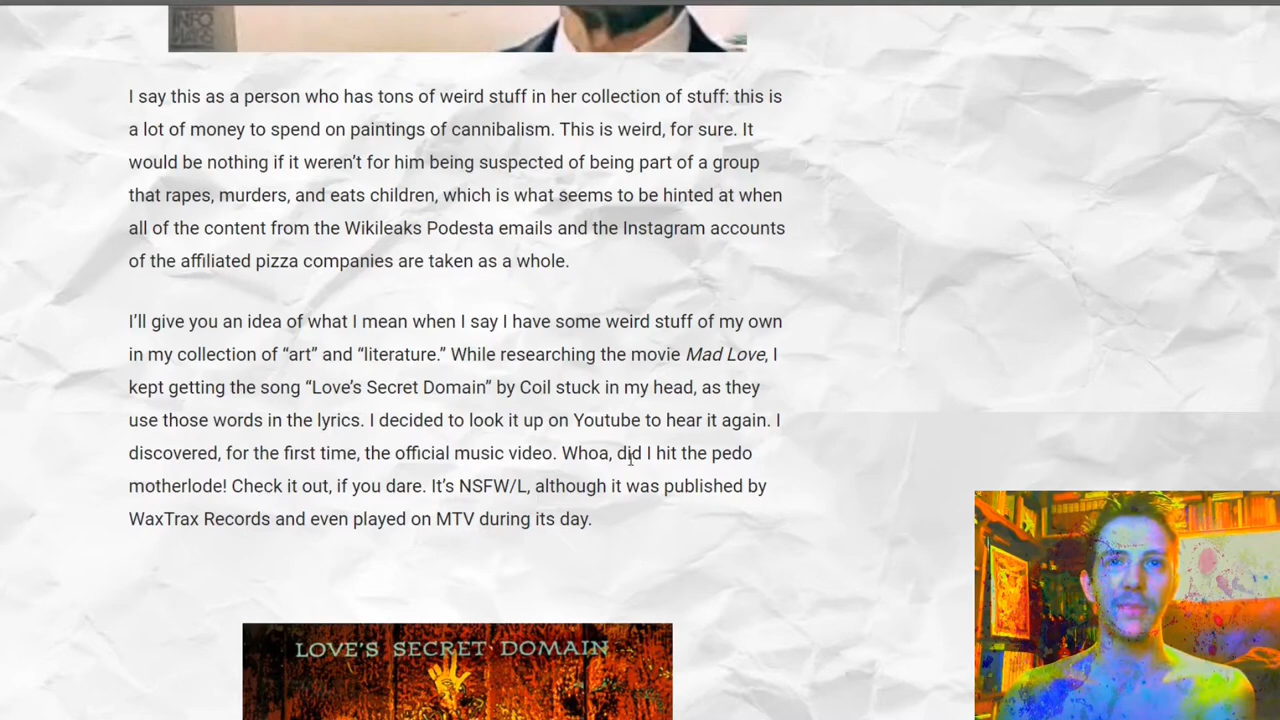 INFO
WARS
I say this as a person who has tons of weird stuff in her collection of stuff: this is
a lot of money to spend on paintings of cannibalism. This is weird, for sure. It
would be nothing if it weren’t for him being suspected of being part of a group
that rapes, murders, and eats children, which is what seems to be hinted at when
all of the content from the Wikileaks Podesta emails and the Instagram accounts
of the affiliated pizza companies are taken as a whole.
I’ll give you an idea of what I mean when I say I have some weird stuff of my own
in my collection of “art” and “literature.” While researching the movie Mad Love, I
kept getting the song “Love’s Secret Domain” by Coil stuck in my head, as they
use those words in the lyrics. I decided to look it up on Youtube to hear it again. I
discovered, for the first time, the official music video. Whoa, did I hit the pedo
motherlode! Check it out, if you dare. It’s NSFW/L, although it was published by
WaxTrax Records and even played on MTV during its day.
LOVE'S SECRET DOMAIN